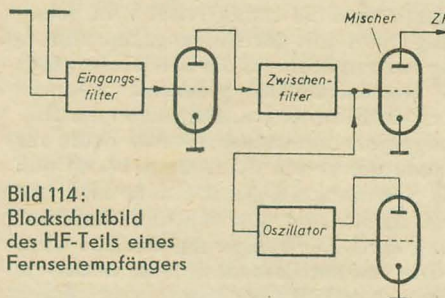 Mischer
ZF
Eingangs-
filter
Zwischen-
filter
Oszillator
Bild 114:
Blockschaltbild
des HF-Teils eines
Fernsehempfängers